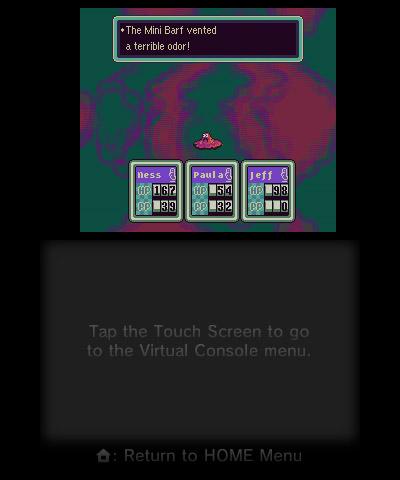 •The Mini Barf vented
a terrible odor!
Ness Paula Jeff
HP 167 HP 54 HP 98
PP 39 PP 32 PP 0
Tap the Touch Screen to go
to the Virtual Console menu.
: Return to HOME Menu